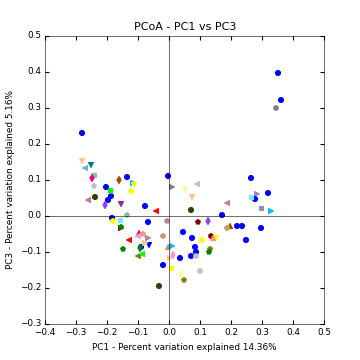 PCoA - PC1 vs PC3
0.5
0.4
0.3
0.2
0.1
0.0
−0.1
−0.2
−0.3
PC3 - Percent variation explained 5.16%
−0.4 −0.3 −0.2 −0.1 0.0 0.1 0.2 0.3 0.4 0.5
PC1 - Percent variation explained 14.36%